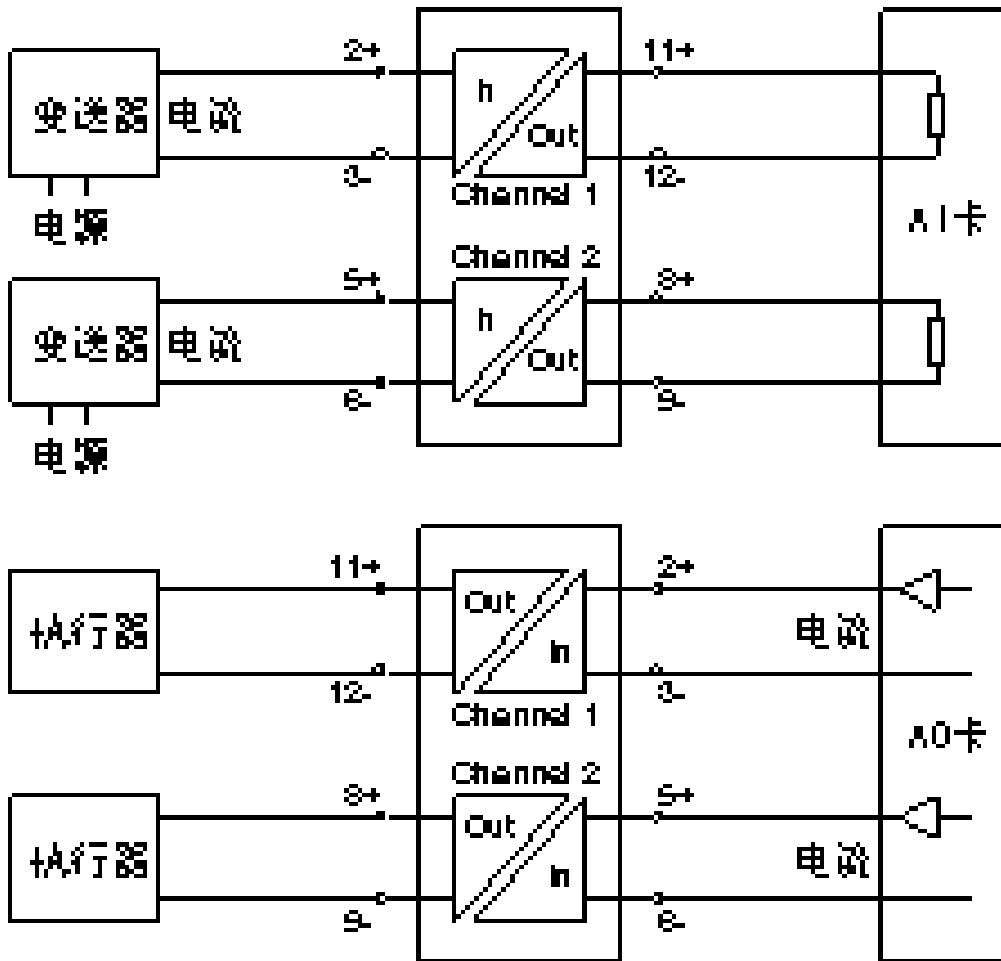 2+
11+
变送器 电流
In
Out
3-
12-
Channel 1
电源
AI卡
Channel 2
5+
8+
变送器 电流
In
Out
6-
9-
电源
11+
2+
执行器
Out
In
电流
12-
3-
Channel 1
AO卡
Channel 2
8+
5+
执行器
Out
In
电流
9-
6-